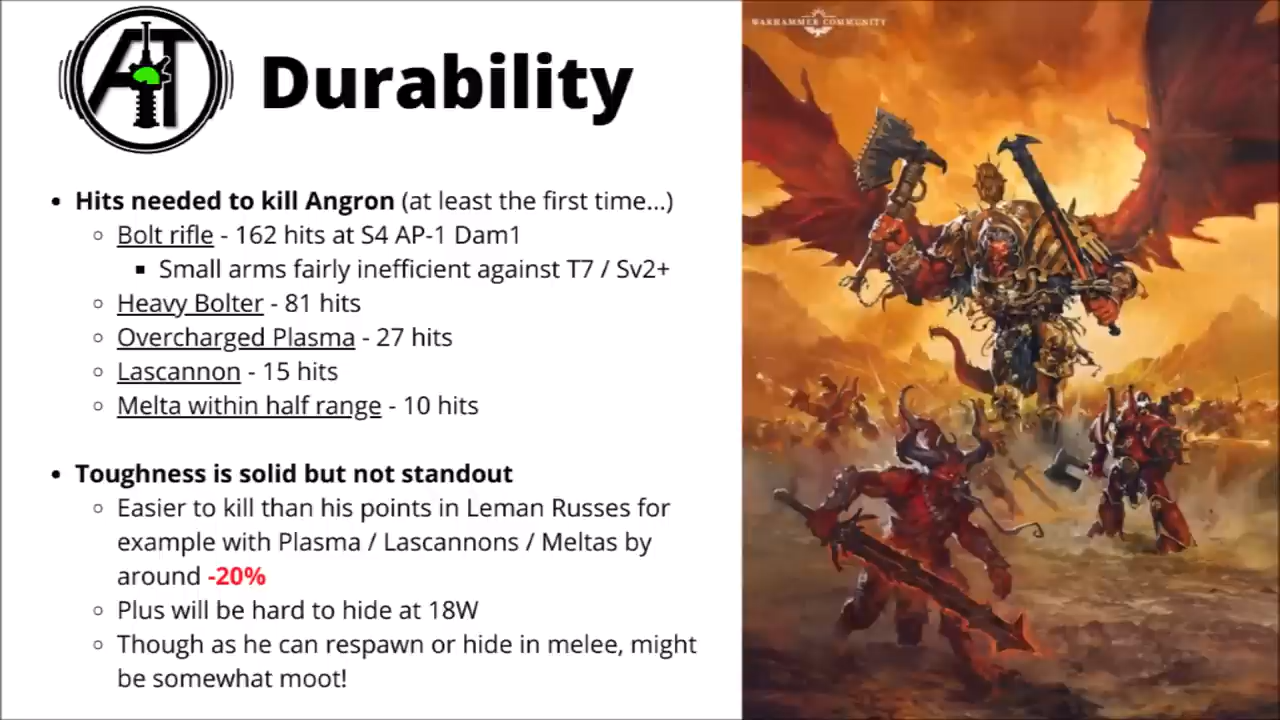 AT
Durability
WARHAMMER COMMUNITY
• Hits needed to kill Angron (at least the first time...)
○ Bolt rifle - 162 hits at S4 AP-1 Dam1
▪ Small arms fairly inefficient against T7 / Sv2+
○ Heavy Bolter - 81 hits
○ Overcharged Plasma - 27 hits
○ Lascannon - 15 hits
○ Melta within half range - 10 hits
• Toughness is solid but not standout
○ Easier to kill than his points in Leman Russes for
example with Plasma / Lascannons / Meltas by
around -20%
○ Plus will be hard to hide at 18W
○ Though as he can respawn or hide in melee, might
be somewhat moot!